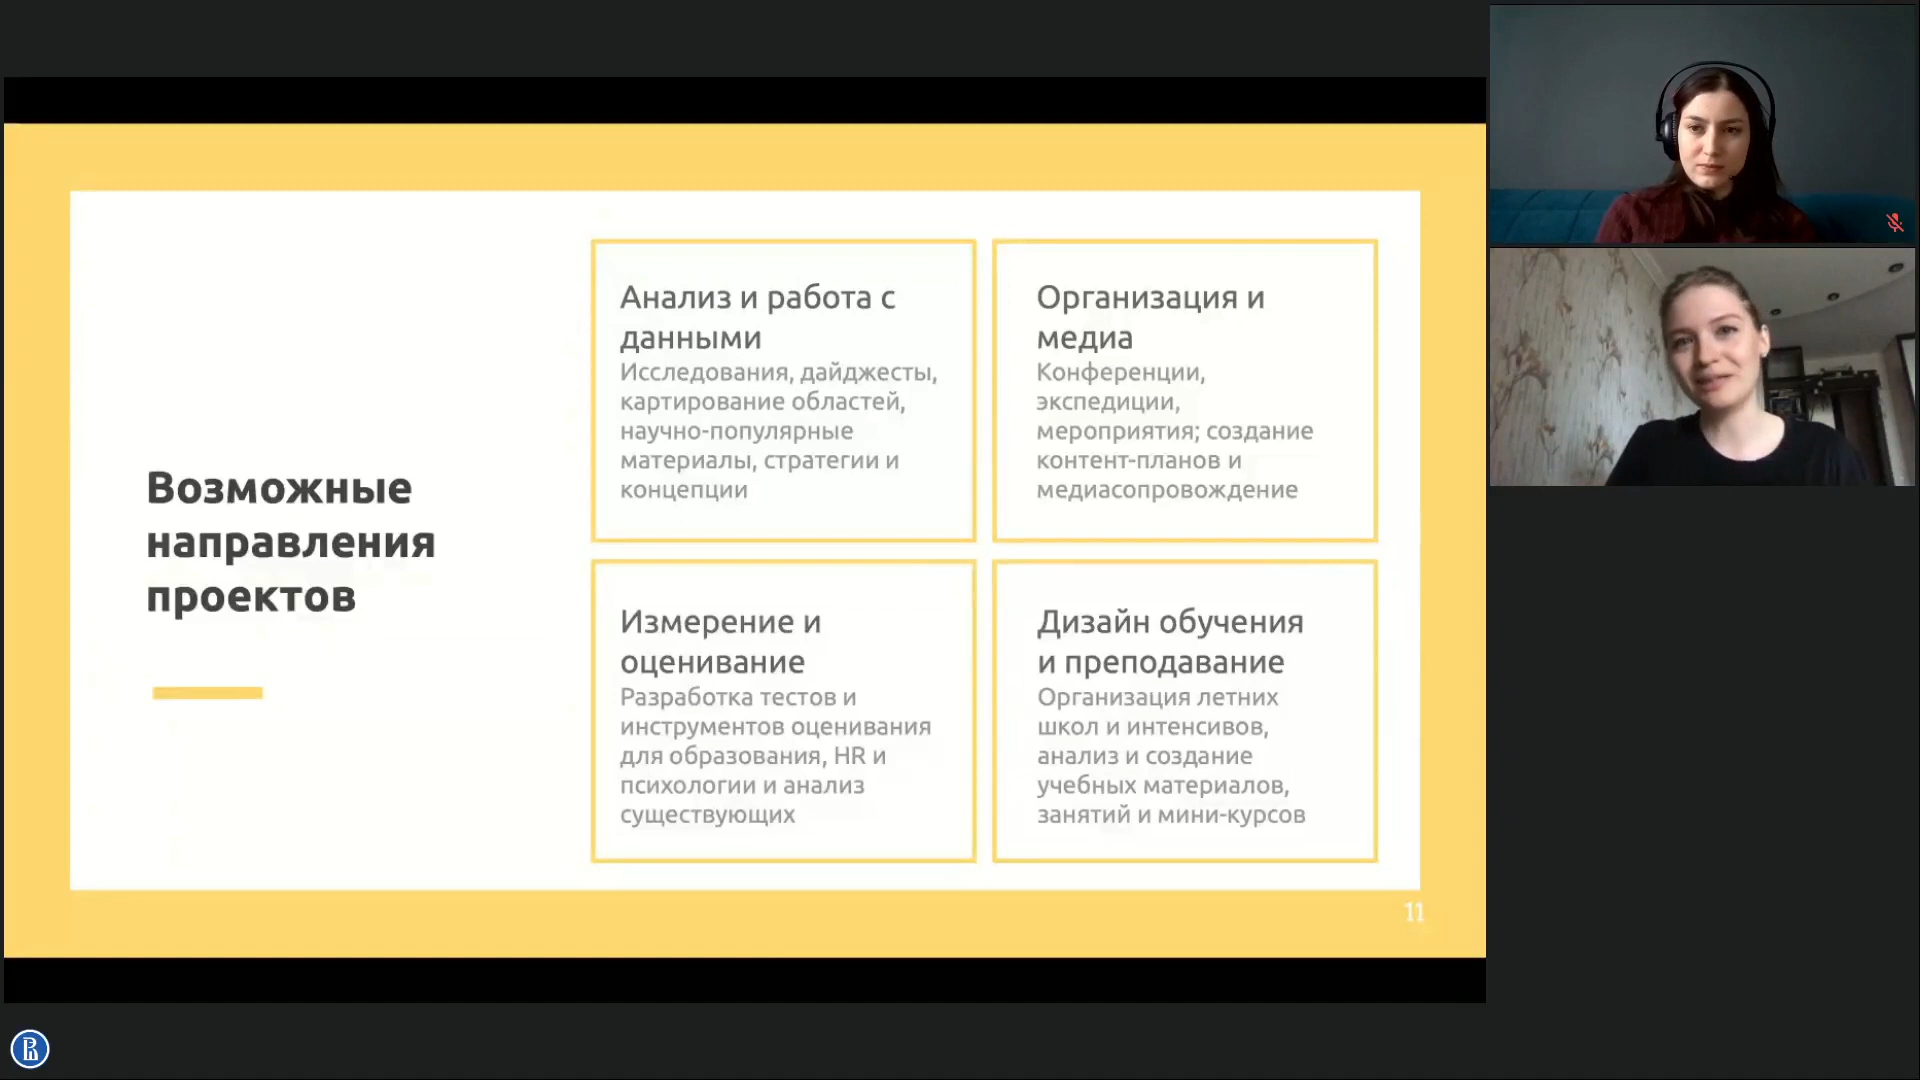 Возможные
направления
проектов
Анализ и работа с
данными
Исследования, дайджесты,
картирование областей,
научно-популярные
материалы, стратегии и
концепции
Организация и
медиа
Конференции,
экспедиции,
мероприятия; создание
контент-планов и
медиасопровождение
Измерение и
оценивание
Разработка тестов и
инструментов оценивания
для образования, HR и
психологии и анализ
существующих
Дизайн обучения
и преподавание
Организация летних
школ и интенсивов,
анализ и создание
учебных материалов,
занятий и мини-курсов
11